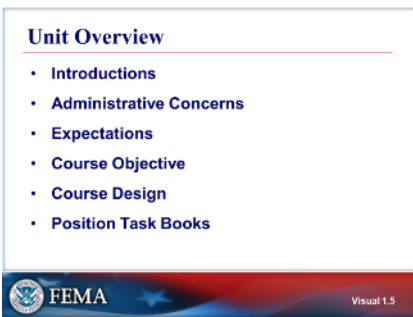 Unit Overview
• Introductions
• Administrative Concerns
• Expectations
• Course Objective
• Course Design
• Position Task Books
FEMA
Visual 1.5